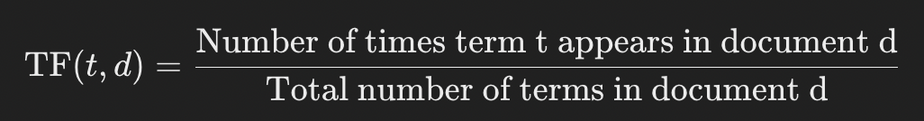 Number of times term t appears in document d
TF(t, d) =
Total number of terms in document d